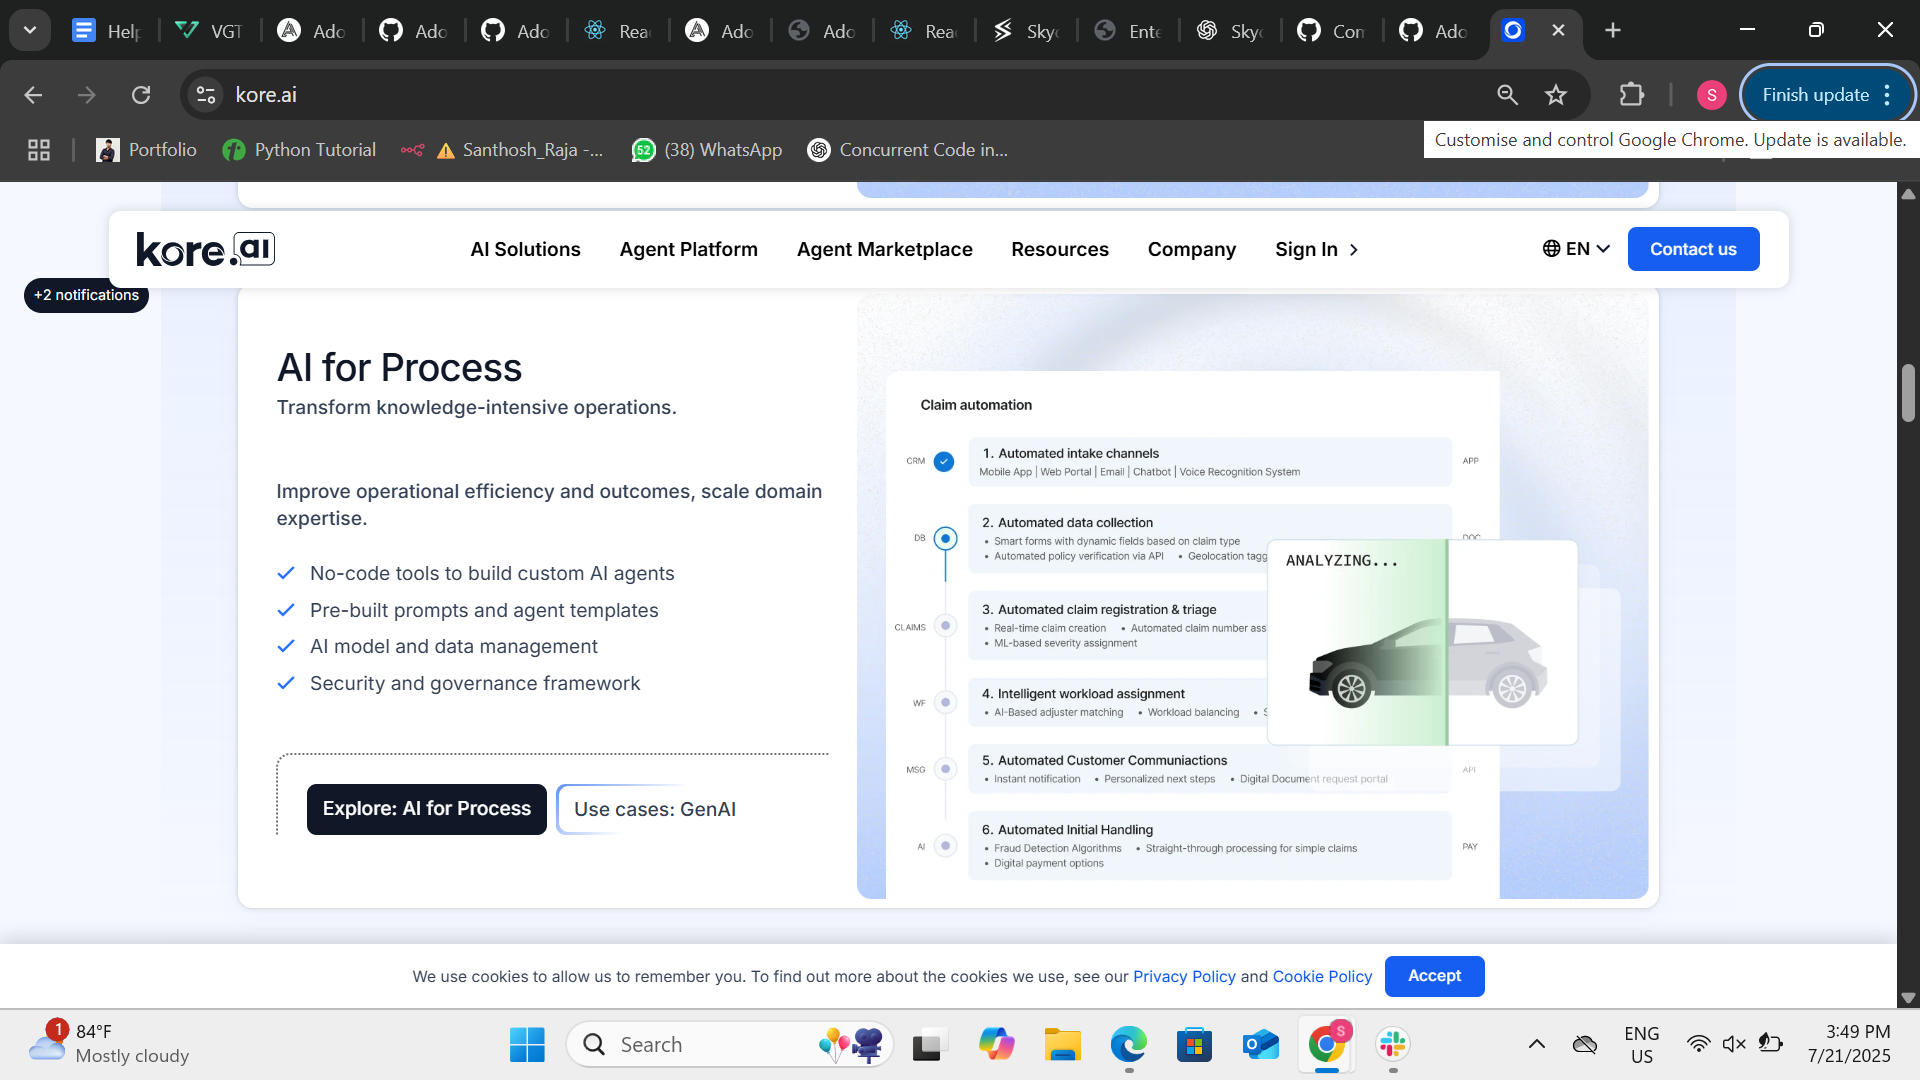 Help
VGT
Ado
Ado
Ado
Rea
Ado
Ado
Rea
Skyc
Ente
Skyc
Com
Ado
kore.ai
S
Finish update
Customise and control Google Chrome. Update is available.
Portfolio
Python Tutorial
Santhosh_Raja -...
52
(38) WhatsApp
Concurrent Code in...
kore.ai
AI Solutions
Agent Platform
Agent Marketplace
Resources
Company
Sign In
EN
Contact us
+2 notifications
AI for Process
Transform knowledge-intensive operations.
Improve operational efficiency and outcomes, scale domain
expertise.
No-code tools to build custom AI agents
Pre-built prompts and agent templates
AI model and data management
Security and governance framework
Explore: AI for Process
Use cases: GenAI
Claim automation
CRM
1. Automated intake channels
Mobile App | Web Portal | Email | Chatbot | Voice Recognition System
APP
DB
2. Automated data collection
• Smart forms with dynamic fields based on claim type
• Automated policy verification via API • Geolocation tagg
DOC
CLAIMS
3. Automated claim registration & triage
• Real-time claim creation • Automated claim number ass
• ML-based severity assignment
ANALYZING...
WF
4. Intelligent workload assignment
• AI-Based adjuster matching • Workload balancing • S
MSG
5. Automated Customer Communiactions
• Instant notification • Personalized next steps • Digital Document request portal
API
AI
6. Automated Initial Handling
• Fraud Detection Algorithms • Straight-through processing for simple claims
• Digital payment options
PAY
We use cookies to allow us to remember you. To find out more about the cookies we use, see our Privacy Policy and Cookie Policy
Accept
1
84°F
Mostly cloudy
Search
S
ENG
US
3:49 PM
7/21/2025